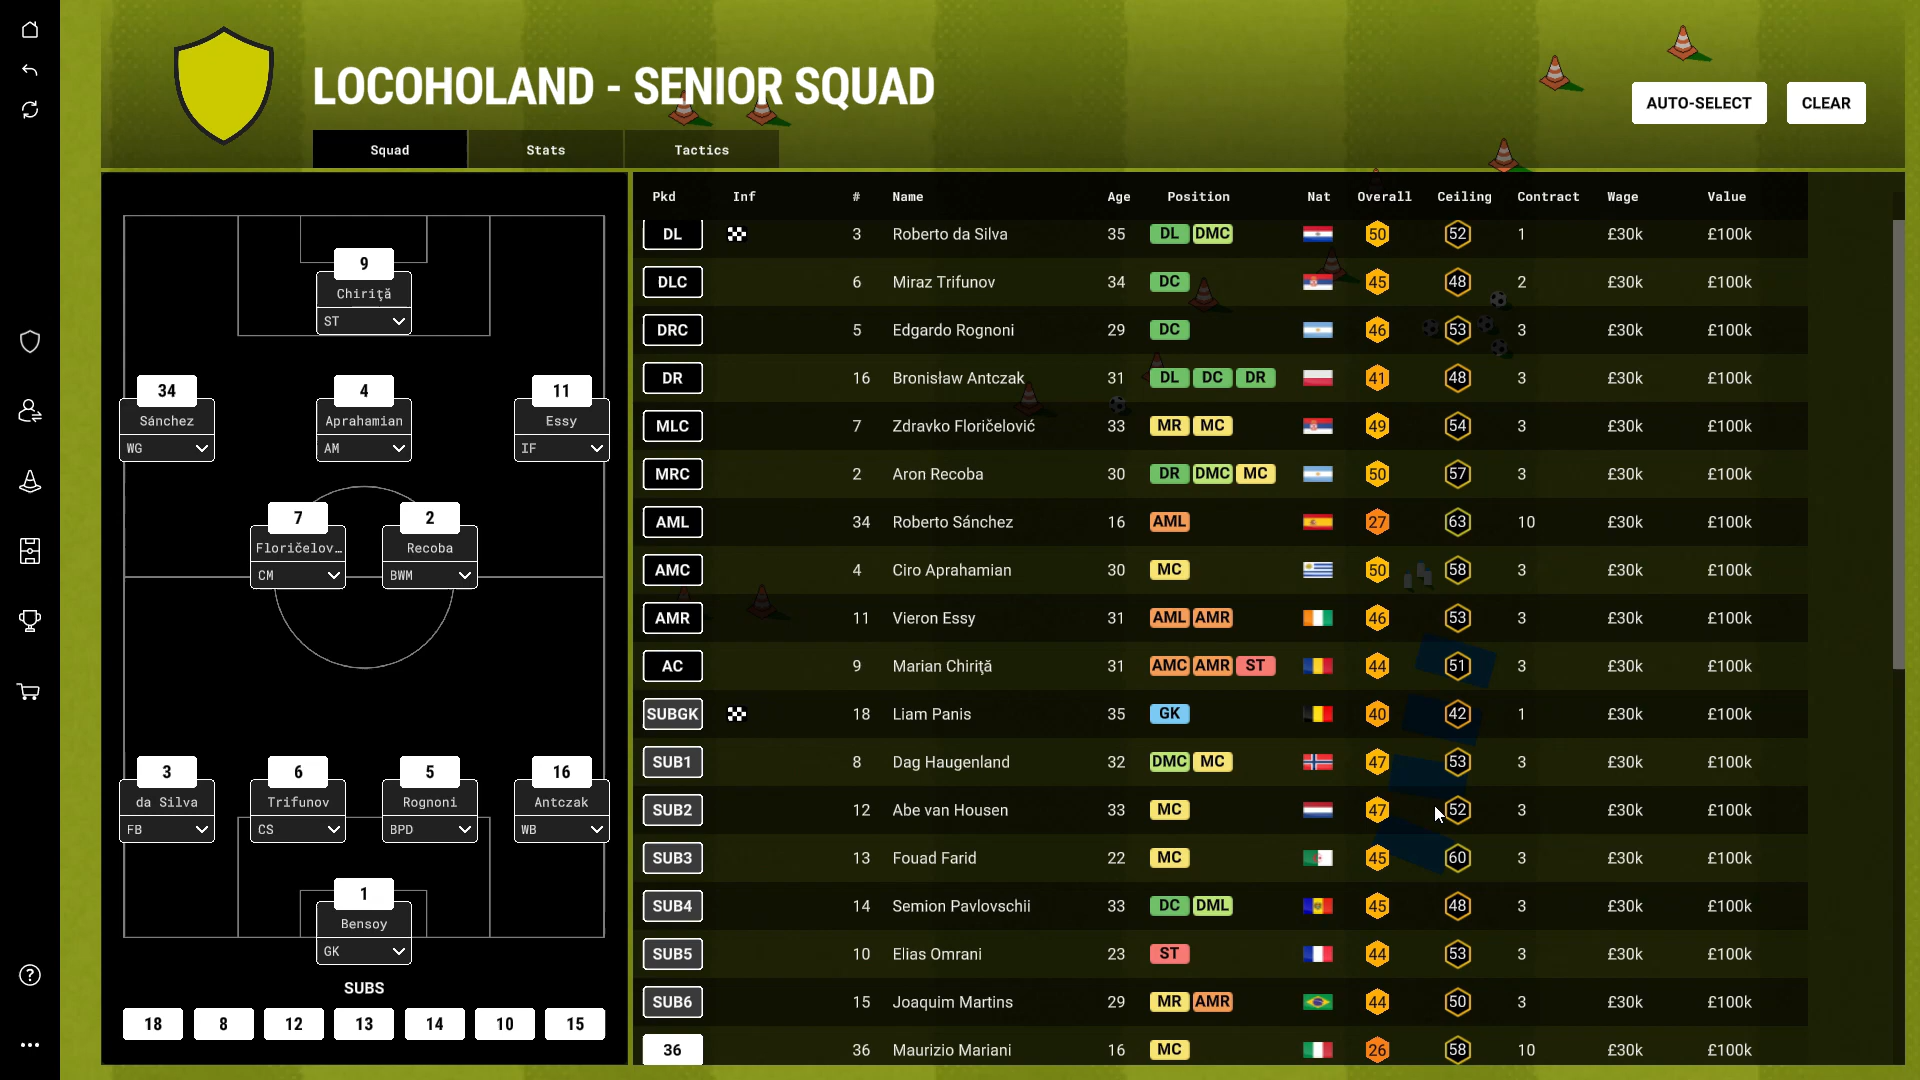 LOCOHOLAND - SENIOR SQUAD
AUTO-SELECT CLEAR
Squad Stats Tactics
9
Chiriţă
ST
34 4 11
Sánchez Aprahamian Essy
WG AM IF
7 2
Floričelov… Recoba
CM BWM
3 6 5 16
da Silva Trifunov Rognoni Antczak
FB CS BPD WB
1
Bensoy
GK
SUBS
18 8 12 13 14 10 15
Pkd Inf # Name Age Position Nat Overall Ceiling Contract Wage Value
DL 3 Roberto da Silva 35 DL DMC 50 52 1 £30k £100k
DLC 6 Miraz Trifunov 34 DC 45 48 2 £30k £100k
DRC 5 Edgardo Rognoni 29 DC 46 53 3 £30k £100k
DR 16 Bronisław Antczak 31 DL DC DR 41 48 3 £30k £100k
MLC 7 Zdravko Floričelović 33 MR MC 49 54 3 £30k £100k
MRC 2 Aron Recoba 30 DR DMC MC 50 57 3 £30k £100k
AML 34 Roberto Sánchez 16 AML 27 63 10 £30k £100k
AMC 4 Ciro Aprahamian 30 MC 50 58 3 £30k £100k
AMR 11 Vieron Essy 31 AML AMR 46 53 3 £30k £100k
AC 9 Marian Chiriţă 31 AMC AMR ST 44 51 3 £30k £100k
SUBGK 18 Liam Panis 35 GK 40 42 1 £30k £100k
SUB1 8 Dag Haugenland 32 DMC MC 47 53 3 £30k £100k
SUB2 12 Abe van Housen 33 MC 47 52 3 £30k £100k
SUB3 13 Fouad Farid 22 MC 45 60 3 £30k £100k
SUB4 14 Semion Pavlovschii 33 DC DML 45 48 3 £30k £100k
SUB5 10 Elias Omrani 23 ST 44 53 3 £30k £100k
SUB6 15 Joaquim Martins 29 MR AMR 44 50 3 £30k £100k
36 36 Maurizio Mariani 16 MC 26 58 10 £30k £100k